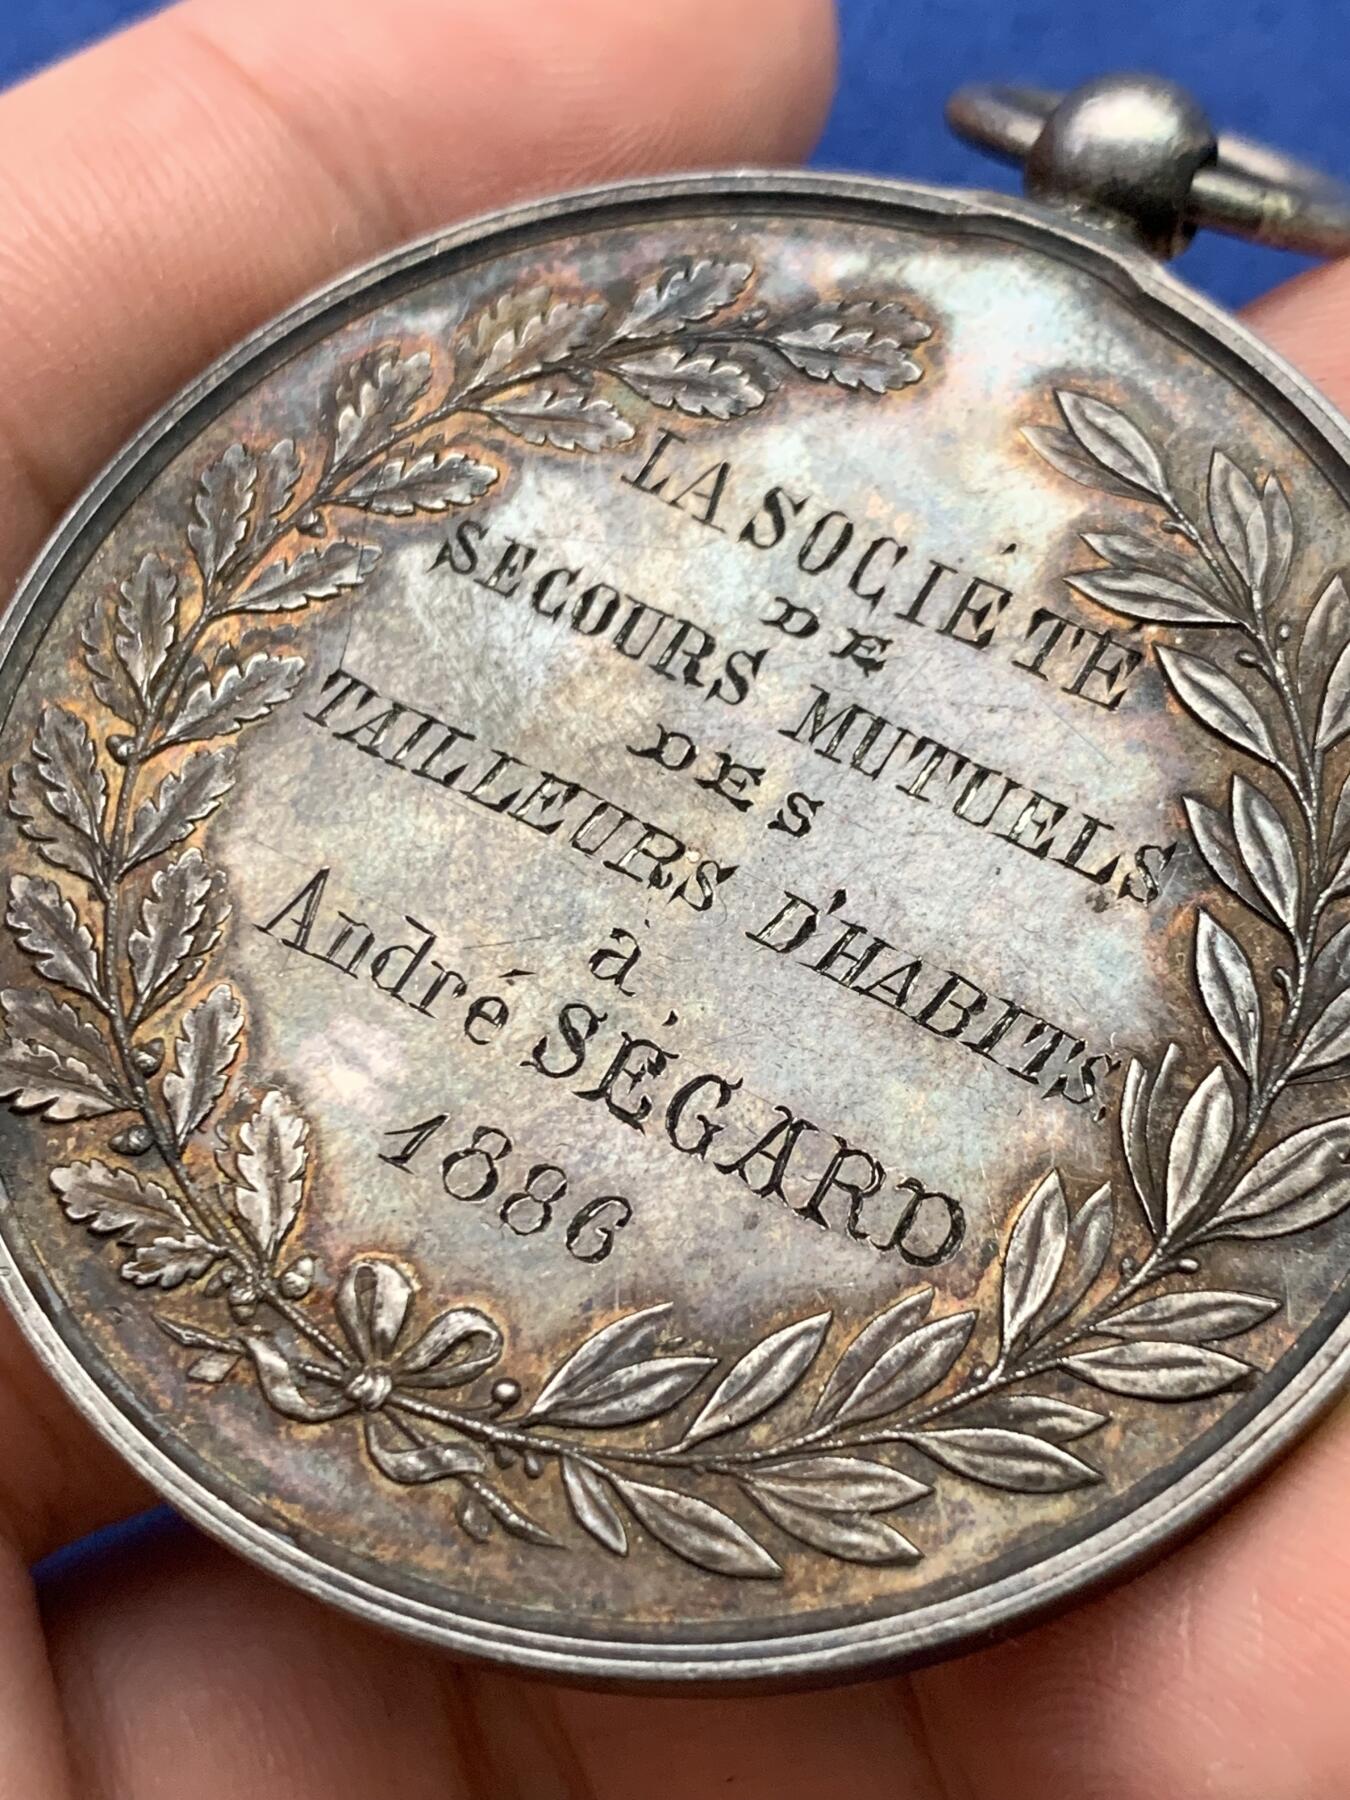 LA SOCIÉTÉ
DE
SECOURS MUTUELS
DES
TAILLEURS D'HABITS,
à
André SÉGARD
1886